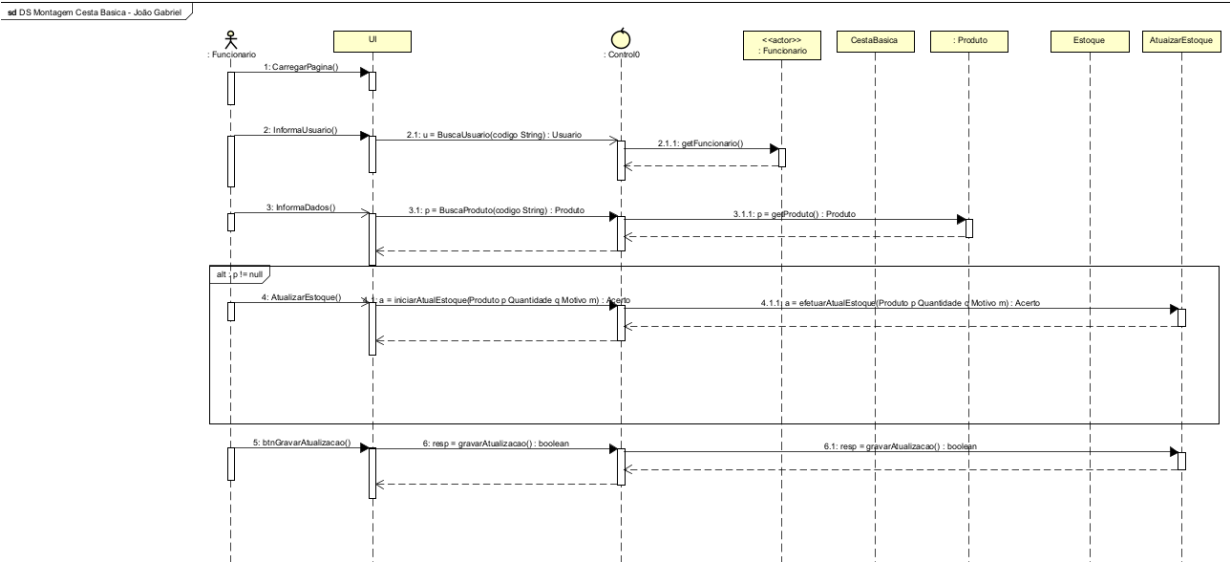 sd DS Montagem Cesta Basica - João Gabriel
: Funcionario
UI
: Control0
<<actor>>
: Funcionario
CestaBasica
: Produto
Estoque
AtuaizarEstoque
1: CarregarPagina()
2: InformaUsuario()
2.1: u = BuscaUsuario(codigo String) : Usuario
2.1.1: getFuncionario()
3: InformaDados()
3.1: p = BuscaProduto(codigo String) : Produto
3.1.1: p = getProduto() : Produto
alt : p != null
4: AtualizarEstoque()
4.1: a = iniciarAtualEstoque(Produto p Quantidade q Motivo m) : Acerto
4.1.1: a = efetuarAtualEstoque(Produto p Quantidade q Motivo m) : Acerto
5: btnGravarAtualizacao()
6: resp = gravarAtualizacao() : boolean
6.1: resp = gravarAtualizacao() : boolean